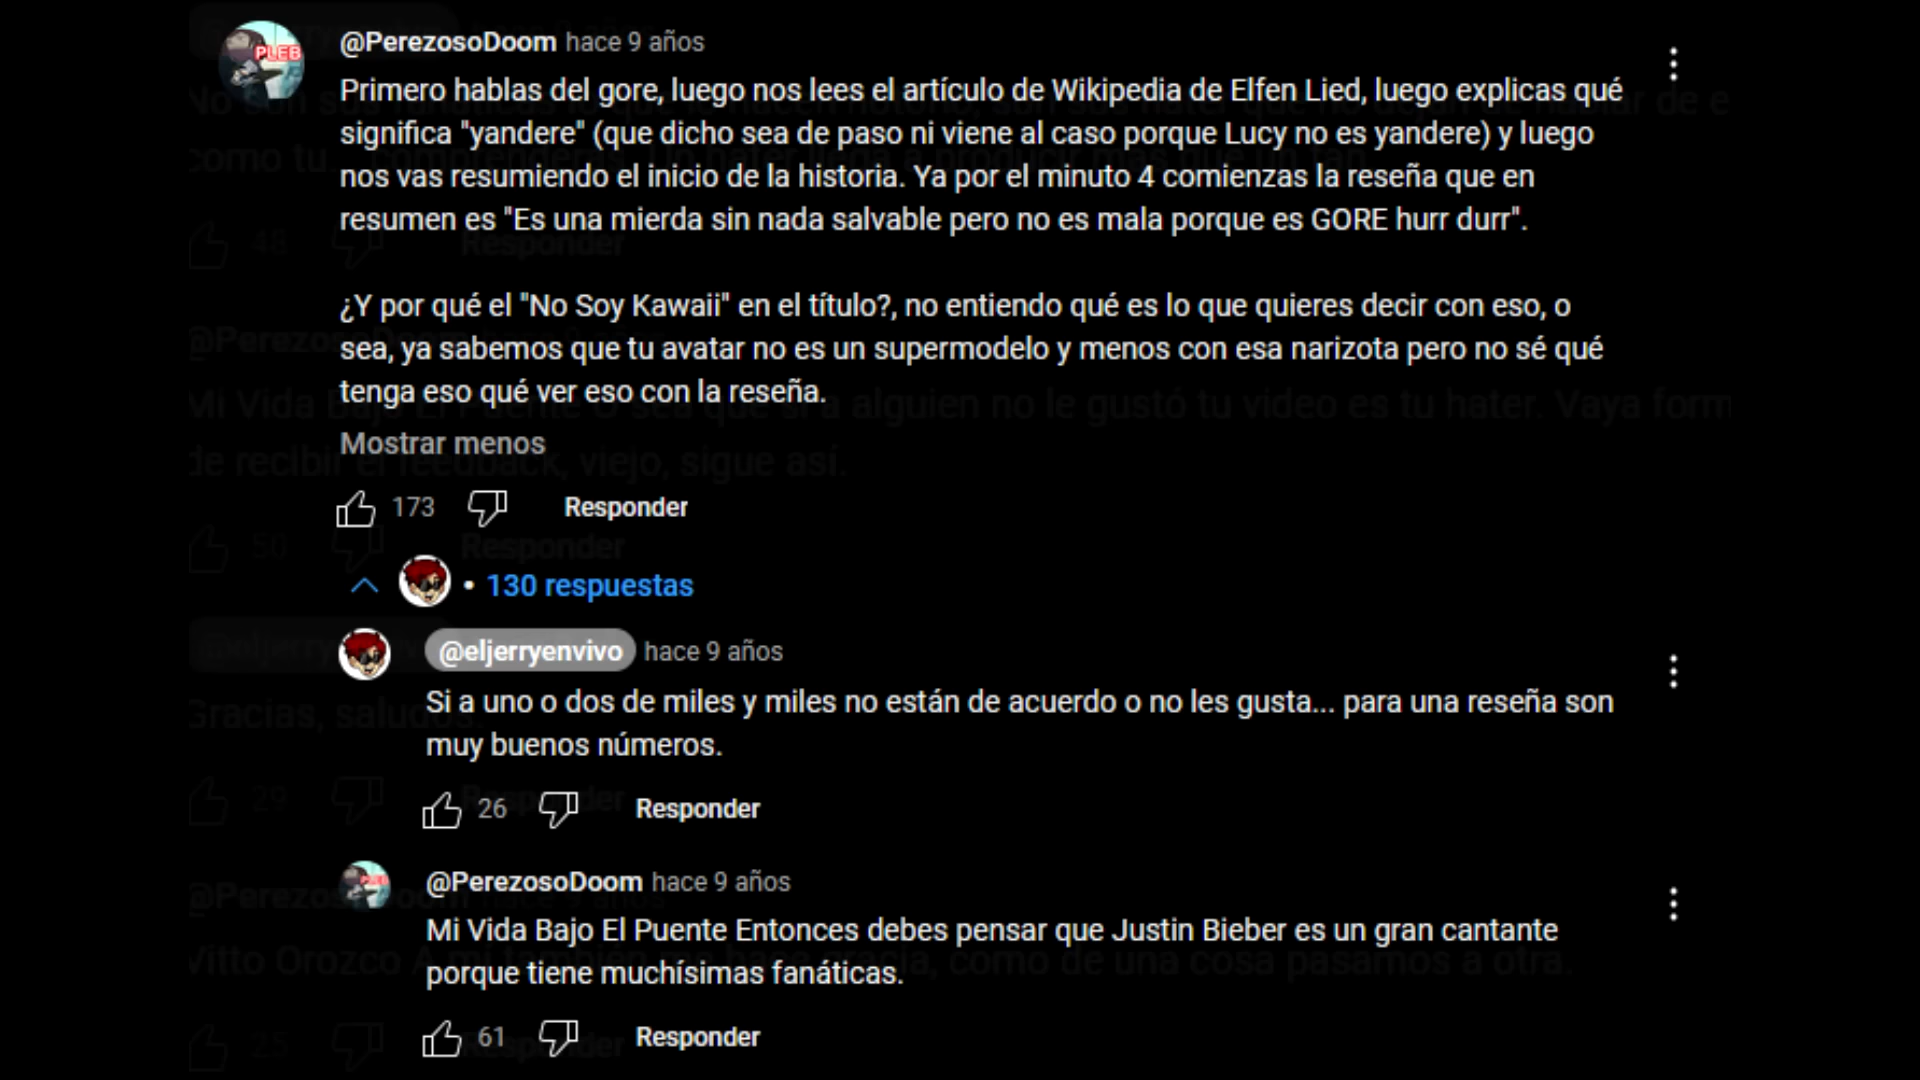 PLEB
@PerezosoDoom hace 9 años
Primero hablas del gore, luego nos lees el artículo de Wikipedia de Elfen Lied, luego explicas qué
significa "yandere" (que dicho sea de paso ni viene al caso porque Lucy no es yandere) y luego
nos vas resumiendo el inicio de la historia. Ya por el minuto 4 comienzas la reseña que en
resumen es "Es una mierda sin nada salvable pero no es mala porque es GORE hurr durr".
¿Y por qué el "No Soy Kawaii" en el título?, no entiendo qué es lo que quieres decir con eso, o
sea, ya sabemos que tu avatar no es un supermodelo y menos con esa narizota pero no sé qué
tenga eso qué ver eso con la reseña.
Mostrar menos
173 Responder
• 130 respuestas
@eljerryenvivo hace 9 años
Si a uno o dos de miles y miles no están de acuerdo o no les gusta... para una reseña son
muy buenos números.
26 Responder
@PerezosoDoom hace 9 años
Mi Vida Bajo El Puente Entonces debes pensar que Justin Bieber es un gran cantante
porque tiene muchísimas fanáticas.
61 Responder